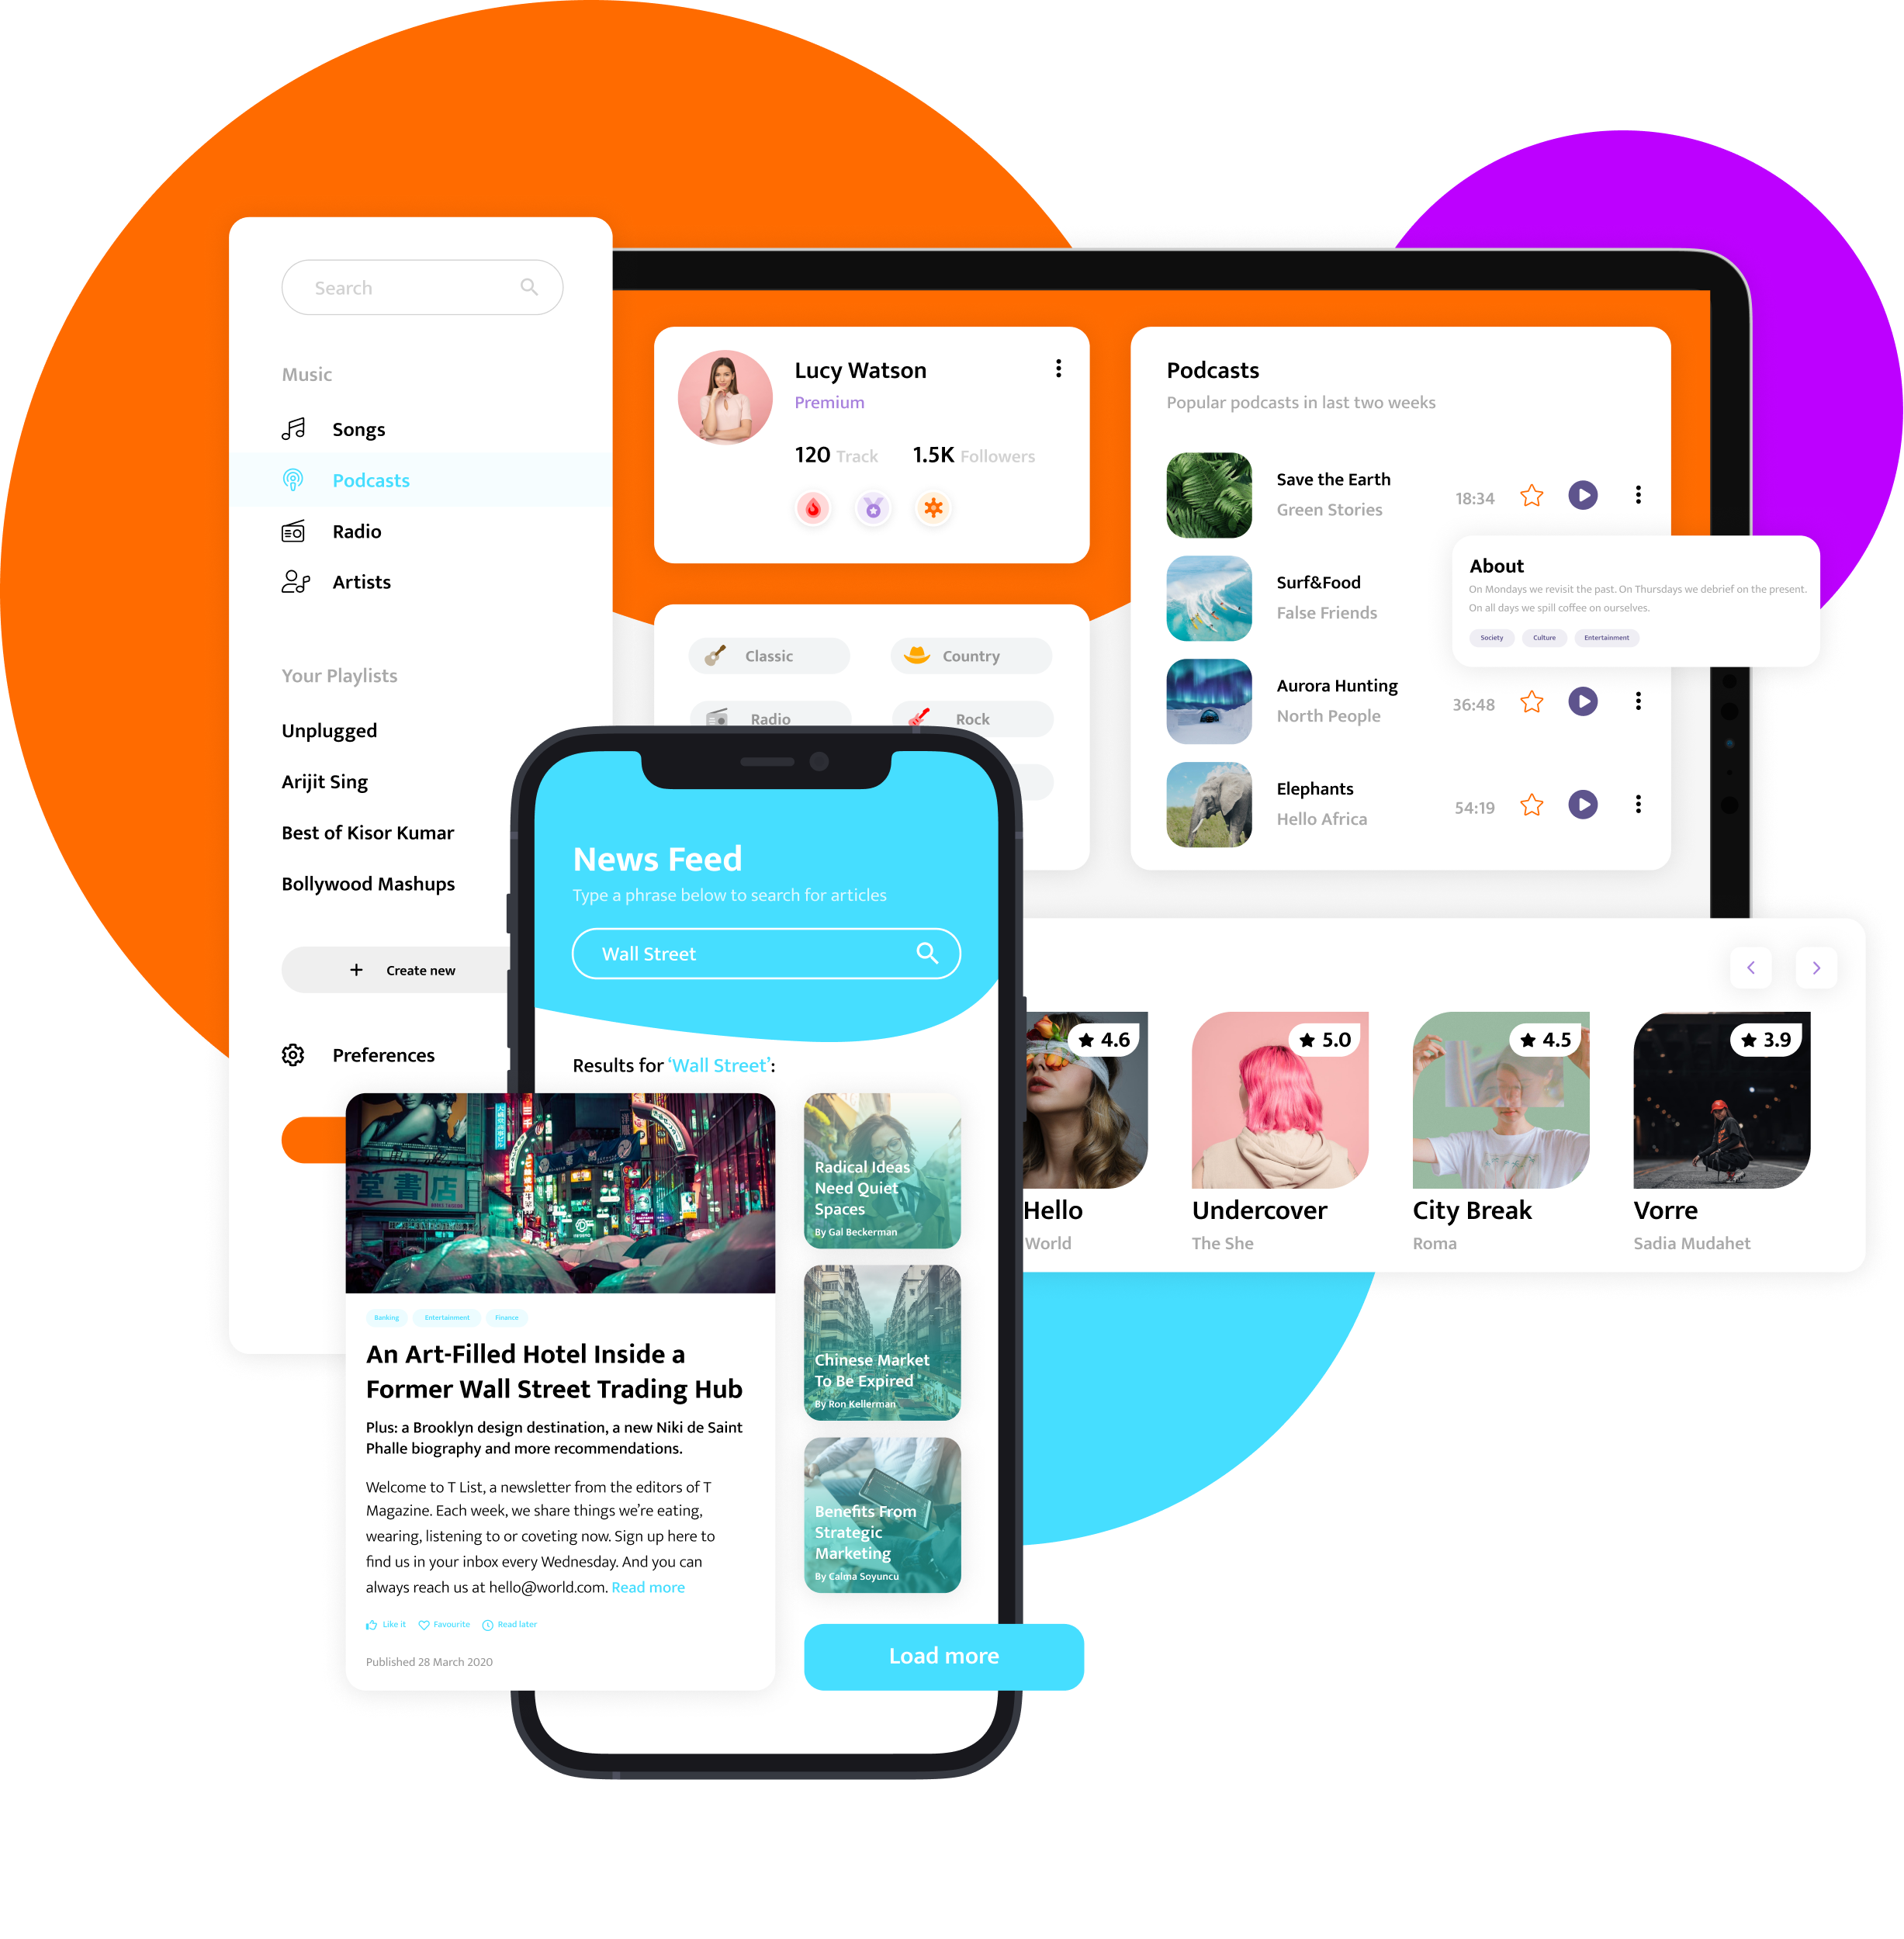 Search
Music
Songs
Podcasts
Radio
Artists
Your Playlists
Unplugged
Arijit Sing
Best of Kisor Kumar
Bollywood Mashups
+ Create new
Preferences
Lucy Watson
Premium
120 Track 1.5K Followers
Classic
Country
Radio
Rock
Podcasts
Popular podcasts in last two weeks
Save the Earth
Green Stories
18:34
Surf&Food
False Friends
About
On Mondays we revisit the past. On Thursdays we debrief on the present.
On all days we spill coffee on ourselves.
Society Culture Entertainment
Aurora Hunting
North People
36:48
Elephants
Hello Africa
54:19
News Feed
Type a phrase below to search for articles
Wall Street
Results for ‘Wall Street’:
堂書店
Banking Entertainment Finance
An Art-Filled Hotel Inside a
Former Wall Street Trading Hub
Plus: a Brooklyn design destination, a new Niki de Saint
Phalle biography and more recommendations.
Welcome to T List, a newsletter from the editors of T
Magazine. Each week, we share things we’re eating,
wearing, listening to or coveting now. Sign up here to
find us in your inbox every Wednesday. And you can
always reach us at hello@world.com. Read more
Like it Favourite Read later
Published 28 March 2020
Radical Ideas
Need Quiet
Spaces
By Gal Beckerman
Chinese Market
To Be Expired
By Ron Kellerman
Benefits From
Strategic
Marketing
By Calma Soyuncu
Load more
4.6
Hello
World
5.0
Undercover
The She
4.5
City Break
Roma
3.9
Vorre
Sadia Mudahet